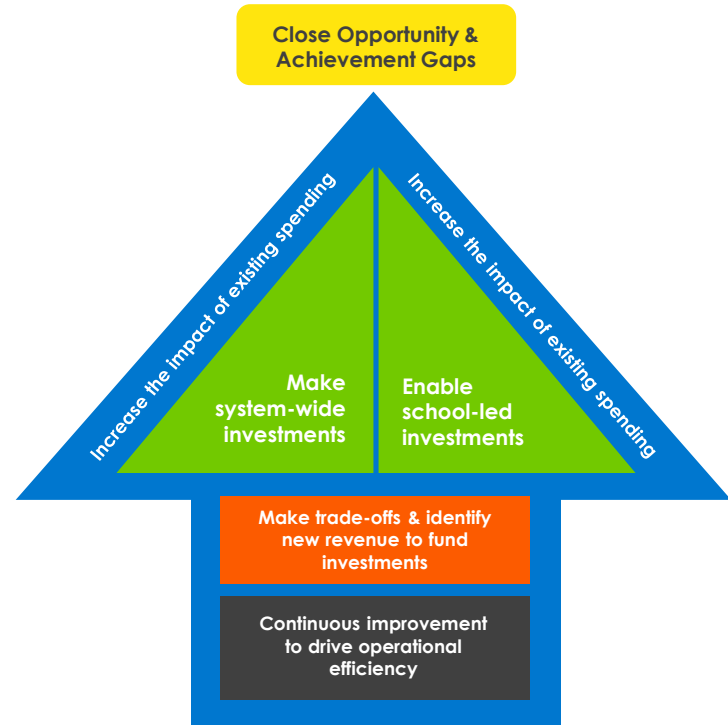 Close Opportunity &
Achievement Gaps
Increase the impact of existing spending
Increase the impact of existing spending
Make
system-wide
investments
Enable
school-led
investments
Make trade-offs & identify
new revenue to fund
investments
Continuous improvement
to drive operational
efficiency